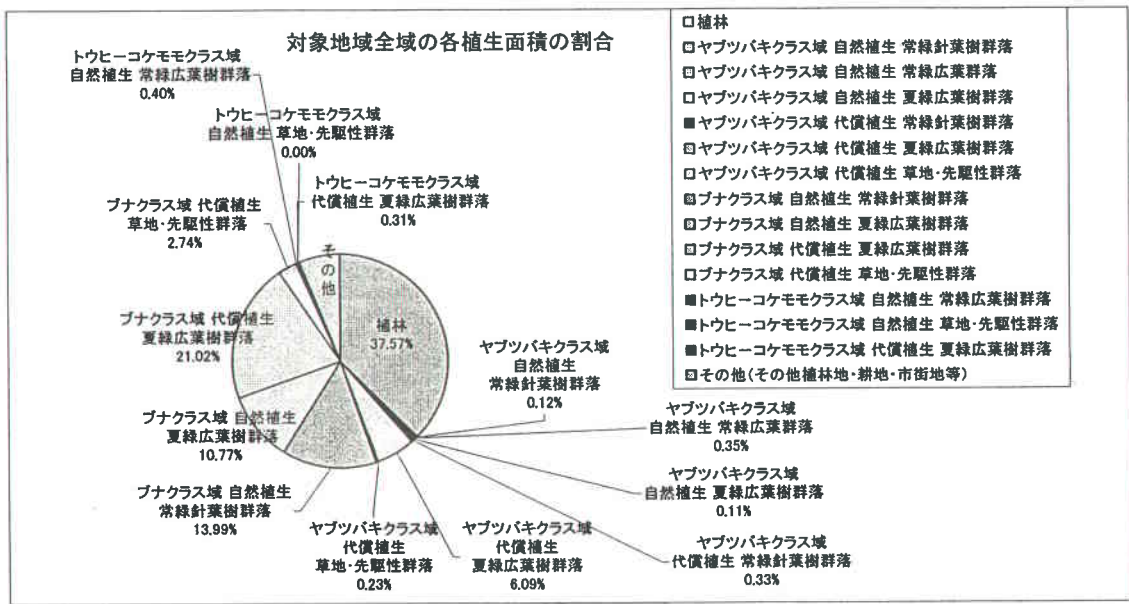 対象地域全域の各植生面積の割合
トウヒーコケモモクラス域
自然植生 常緑広葉樹群落
0.40%
トウヒーコケモモクラス域
自然植生 草地・先駆性群落
0.00%
トウヒーコケモモクラス域
代償植生 夏緑広葉樹群落
0.31%
ブナクラス域 代償植生
草地・先駆性群落
2.74%
その他
ブナクラス域 代償植生
夏緑広葉樹群落
21.02%
植林
37.57%
ヤブツバキクラス域
自然植生
常緑針葉樹群落
0.12%
ヤブツバキクラス域
自然植生 常緑広葉群落
0.35%
ブナクラス域 自然植生
夏緑広葉樹群落
10.77%
ヤブツバキクラス域
自然植生 夏緑広葉樹群落
0.11%
ブナクラス域 自然植生
常緑針葉樹群落
13.99%
ヤブツバキクラス域
代償植生
草地・先駆性群落
0.23%
ヤブツバキクラス域
代償植生
夏緑広葉樹群落
6.09%
ヤブツバキクラス域
代償植生 常緑針葉樹群落
0.33%
植林
ヤブツバキクラス域 自然植生 常緑針葉樹群落
ヤブツバキクラス域 自然植生 常緑広葉群落
ヤブツバキクラス域 自然植生 夏緑広葉樹群落
ヤブツバキクラス域 代償植生 常緑針葉樹群落
ヤブツバキクラス域 代償植生 夏緑広葉樹群落
ヤブツバキクラス域 代償植生 草地・先駆性群落
ブナクラス域 自然植生 常緑針葉樹群落
ブナクラス域 自然植生 夏緑広葉樹群落
ブナクラス域 代償植生 夏緑広葉樹群落
ブナクラス域 代償植生 草地・先駆性群落
トウヒーコケモモクラス域 自然植生 常緑広葉樹群落
トウヒーコケモモクラス域 自然植生 草地・先駆性群落
トウヒーコケモモクラス域 代償植生 夏緑広葉樹群落
その他(その他植林地・耕地・市街地等)